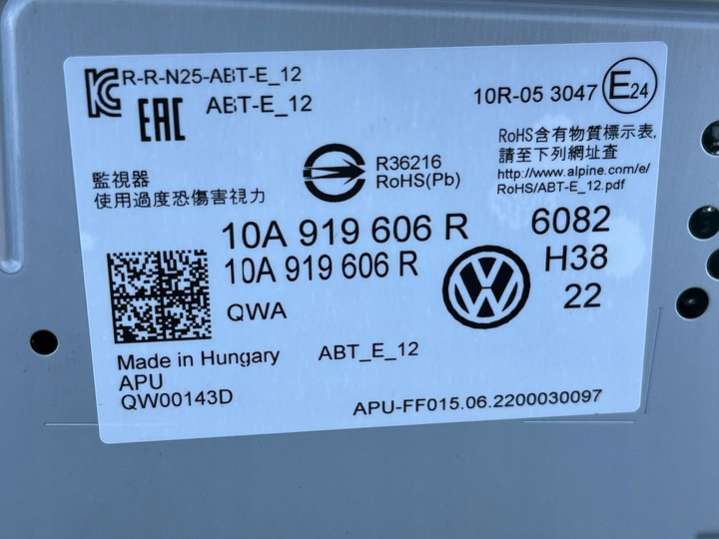 R-R-N25-ABT-E_12
ABT-E_12
EAC
10R-05 3047 E24
R36216
RoHS(Pb)
RoHS含有物質標示表,
請至下列網址查
http://www.alpine.com/e/
RoHS/ABT-E_12.pdf
監視器
使用過度恐傷害視力
10A 919 606 R
10A 919 606 R
6082
H38
22
QWA
Made in Hungary
ABT_E_12
APU
QW00143D
APU-FF015.06.2200030097